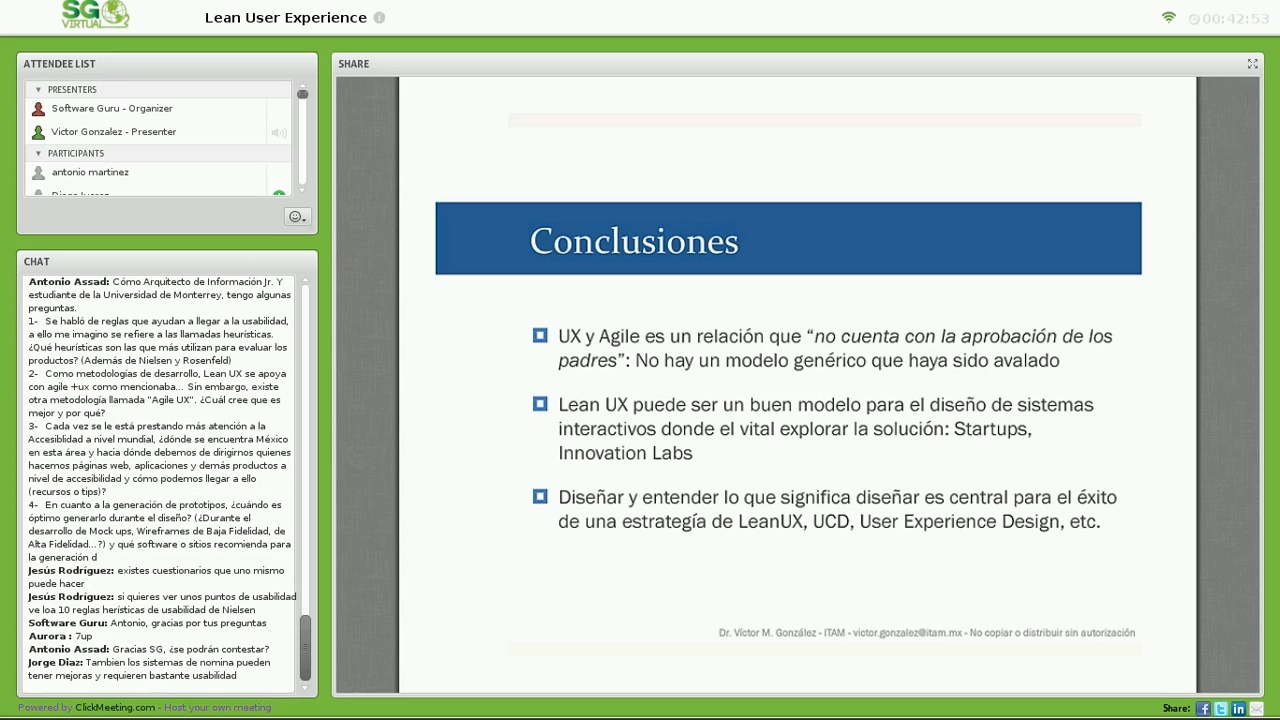 SG
VIRTUAL
Lean User Experience
00:42:53
ATTENDEE LIST
PRESENTERS
Software Guru - Organizer
Victor Gonzalez - Presenter
PARTICIPANTS
antonio martinez
CHAT
Antonio Assad: Cómo Arquitecto de Información Jr. Y
estudiante de la Universidad de Monterrey, tengo algunas
preguntas.
1- Se habló de reglas que ayudan a llegar a la usabilidad,
a ello me imagino se refiere a las llamadas heurísticas.
¿Qué heurísticas son las que más utilizan para evaluar los
productos? (Además de Nielsen y Rosenfeld)
2- Como metodologías de desarrollo, Lean UX se apoya
con agile +ux como mencionaba... Sin embargo, existe
otra metodología llamada "Agile UX". ¿Cuál cree que es
mejor y por qué?
3- Cada vez se le está prestando más atención a la
Accesiblidad a nivel mundial, ¿dónde se encuentra México
en esta área y hacia dónde debemos de dirigirnos quienes
hacemos páginas web, aplicaciones y demás productos a
nivel de accesibilidad y cómo podemos llegar a ello
(recursos o tips)?
4- En cuanto a la generación de prototipos, ¿cuándo es
óptimo generarlo durante el diseño? (¿Durante el
desarrollo de Mock ups, Wireframes de Baja Fidelidad, de
Alta Fidelidad...?) y qué software o sitios recomienda para
la generación d
Jesús Rodríguez: existes cuestionarios que uno mismo
puede hacer
Jesús Rodríguez: si quieres ver unos puntos de usabilidad
ve loa 10 reglas herísticas de usabilidad de Nielsen
Software Guru: Antonio, gracias por tus preguntas
Aurora : 7up
Antonio Assad: Gracias SG, ¿se podrán contestar?
Jorge Diaz: Tambien los sistemas de nomina pueden
tener mejoras y requieren bastante usabilidad
SHARE
Conclusiones
UX y Agile es un relación que “no cuenta con la aprobación de los
padres”: No hay un modelo genérico que haya sido avalado
Lean UX puede ser un buen modelo para el diseño de sistemas
interactivos donde el vital explorar la solución: Startups,
Innovation Labs
Diseñar y entender lo que significa diseñar es central para el éxito
de una estrategía de LeanUX, UCD, User Experience Design, etc.
Dr. Víctor M. González - ITAM - victor.gonzalez@itam.mx - No copiar o distribuir sin autorización
Powered by ClickMeeting.com - Host your own meeting
Share: